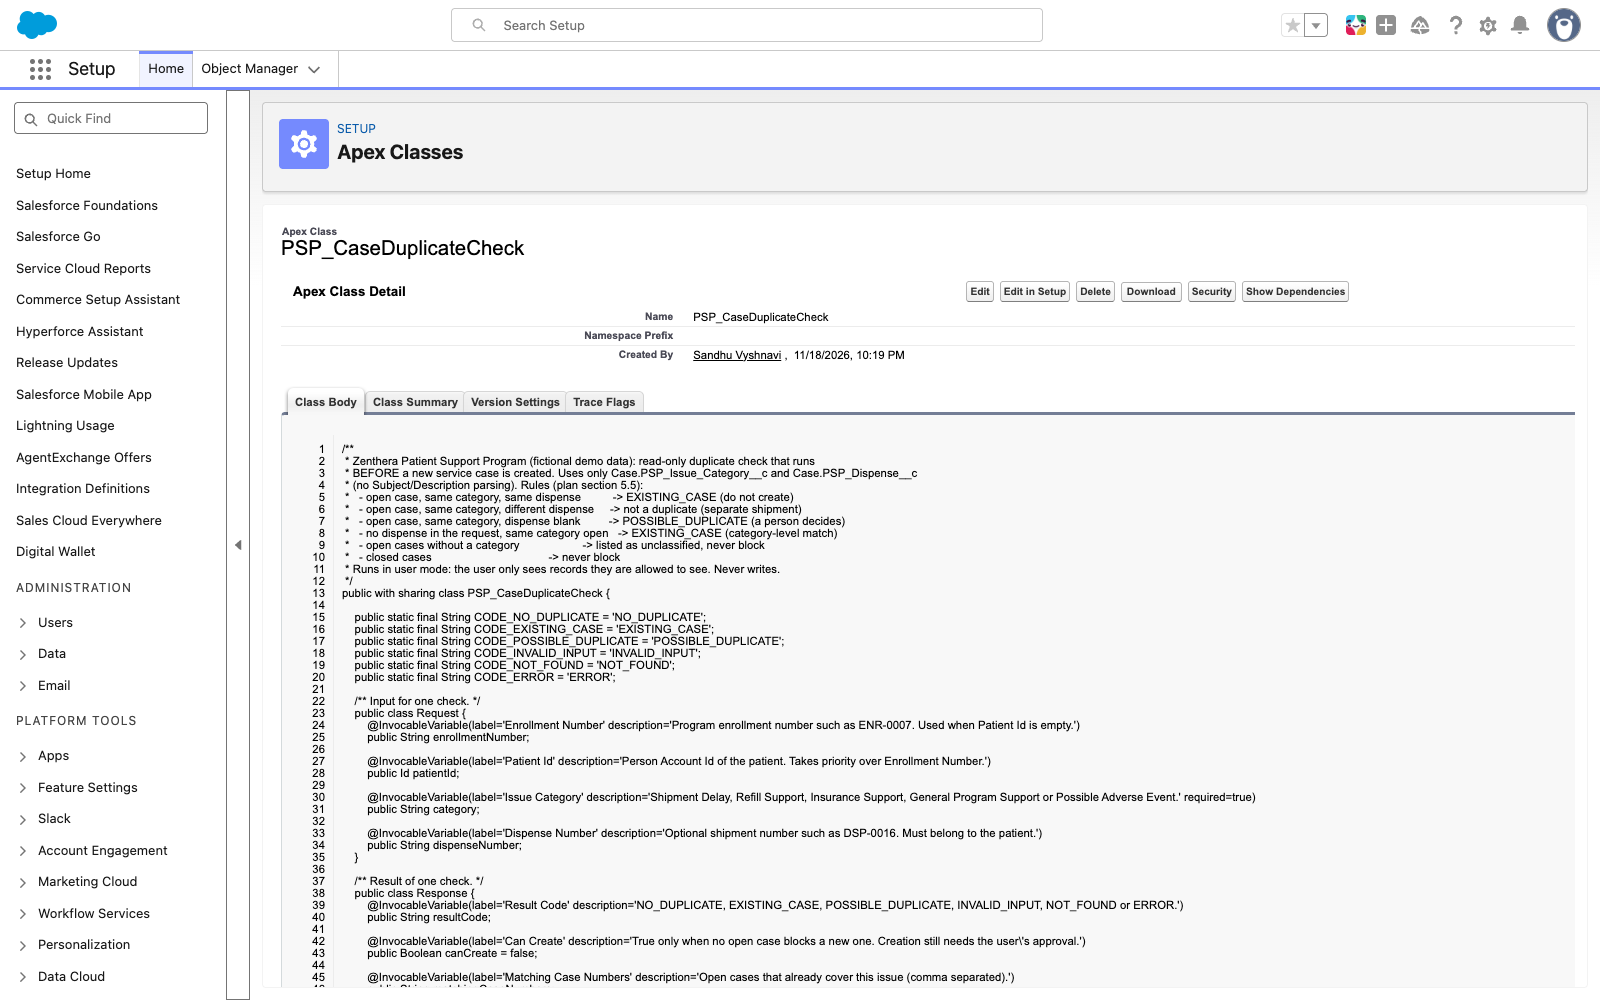 Search Setup
Setup
Home
Object Manager
Quick Find
Setup Home
Salesforce Foundations
Salesforce Go
Service Cloud Reports
Commerce Setup Assistant
Hyperforce Assistant
Release Updates
Salesforce Mobile App
Lightning Usage
AgentExchange Offers
Integration Definitions
Sales Cloud Everywhere
Digital Wallet
ADMINISTRATION
Users
Data
Email
PLATFORM TOOLS
Apps
Feature Settings
Slack
Account Engagement
Marketing Cloud
Workflow Services
Personalization
Data Cloud
SETUP
Apex Classes
Apex Class
PSP_CaseDuplicateCheck
Apex Class Detail
Edit Edit in Setup Delete Download Security Show Dependencies
Name PSP_CaseDuplicateCheck
Namespace Prefix
Created By Sandhu Vyshnavi , 11/18/2026, 10:19 PM
Class Body Class Summary Version Settings Trace Flags
1 /**
2 * Zenthera Patient Support Program (fictional demo data): read-only duplicate check that runs
3 * BEFORE a new service case is created. Uses only Case.PSP_Issue_Category__c and Case.PSP_Dispense__c
4 * (no Subject/Description parsing). Rules (plan section 5.5):
5 * - open case, same category, same dispense -> EXISTING_CASE (do not create)
6 * - open case, same category, different dispense -> not a duplicate (separate shipment)
7 * - open case, same category, dispense blank -> POSSIBLE_DUPLICATE (a person decides)
8 * - no dispense in the request, same category open -> EXISTING_CASE (category-level match)
9 * - open cases without a category -> listed as unclassified, never block
10 * - closed cases -> never block
11 * Runs in user mode: the user only sees records they are allowed to see. Never writes.
12 */
13 public with sharing class PSP_CaseDuplicateCheck {
14
15 public static final String CODE_NO_DUPLICATE = 'NO_DUPLICATE';
16 public static final String CODE_EXISTING_CASE = 'EXISTING_CASE';
17 public static final String CODE_POSSIBLE_DUPLICATE = 'POSSIBLE_DUPLICATE';
18 public static final String CODE_INVALID_INPUT = 'INVALID_INPUT';
19 public static final String CODE_NOT_FOUND = 'NOT_FOUND';
20 public static final String CODE_ERROR = 'ERROR';
21
22 /** Input for one check. */
23 public class Request {
24 @InvocableVariable(label='Enrollment Number' description='Program enrollment number such as ENR-0007. Used when Patient Id is empty.')
25 public String enrollmentNumber;
26
27 @InvocableVariable(label='Patient Id' description='Person Account Id of the patient. Takes priority over Enrollment Number.')
28 public Id patientId;
29
30 @InvocableVariable(label='Issue Category' description='Shipment Delay, Refill Support, Insurance Support, General Program Support or Possible Adverse Event.' required=true)
31 public String category;
32
33 @InvocableVariable(label='Dispense Number' description='Optional shipment number such as DSP-0016. Must belong to the patient.')
34 public String dispenseNumber;
35 }
36
37 /** Result of one check. */
38 public class Response {
39 @InvocableVariable(label='Result Code' description='NO_DUPLICATE, EXISTING_CASE, POSSIBLE_DUPLICATE, INVALID_INPUT, NOT_FOUND or ERROR.')
40 public String resultCode;
41
42 @InvocableVariable(label='Can Create' description='True only when no open case blocks a new one. Creation still needs the user\'s approval.')
43 public Boolean canCreate = false;
44
45 @InvocableVariable(label='Matching Case Numbers' description='Open cases that already cover this issue (comma separated).')